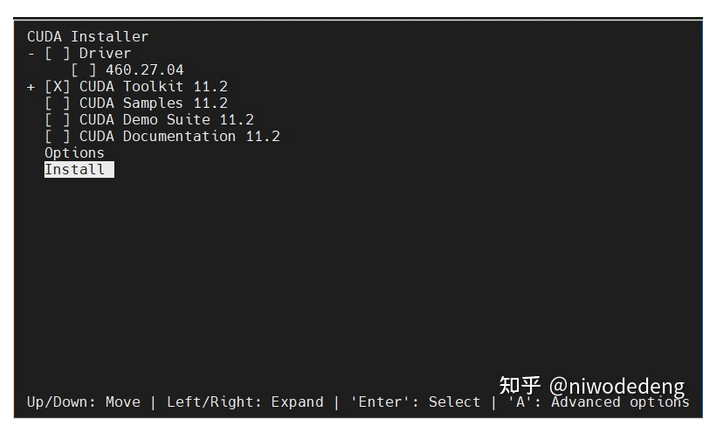 CUDA Installer
- [ ] Driver
[ ] 460.27.04
+ [X] CUDA Toolkit 11.2
[ ] CUDA Samples 11.2
[ ] CUDA Demo Suite 11.2
[ ] CUDA Documentation 11.2
Options
Install
知乎 @niwodedeng
Up/Down: Move | Left/Right: Expand | 'Enter': Select | 'A': Advanced options